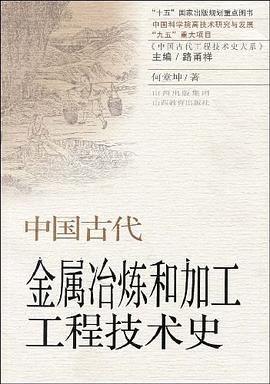 “十五”国家出版规划重点图书
中国科学院高技术研究与发展
“九五”重大项目
《中国古代工程技术史大系》
主编/路甬祥
何堂坤/著
山西出版集团
山西教育出版社
中国古代
金属冶炼和加工
工程技术史